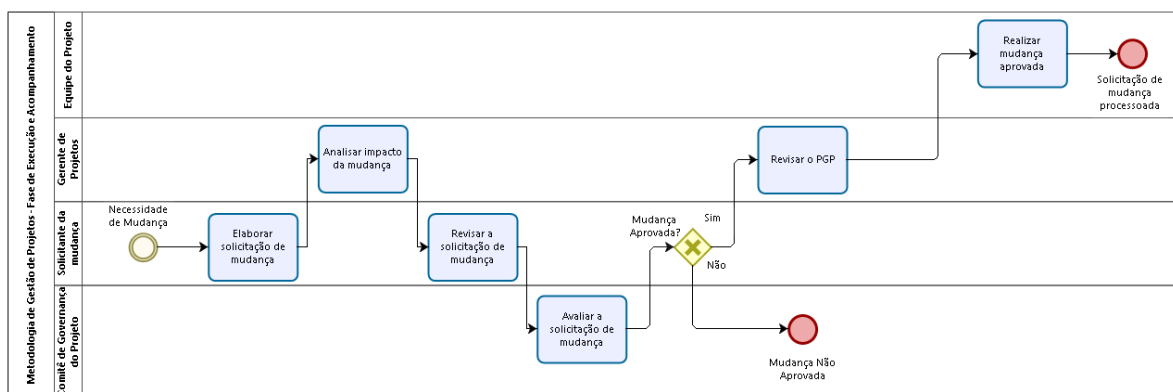 Metodologia de Gestão de Projetos - Fase de Execução e Acompanhamento
Equipe do Projeto
Realizar
mudança
aprovada
Solicitação de
mudança
processoada
Gerente de
Projetos
Analisar impacto
da mudança
Revisar o PGP
Solicitante da
mudança
Necessidade
de Mudança
Elaborar
solicitação de
mudança
Revisar a
solicitação de
mudança
Mudança
Aprovada?
Sim
Não
Comitê de Governança
do Projeto
Avaliar a
solicitação de
mudança
Mudança Não
Aprovada